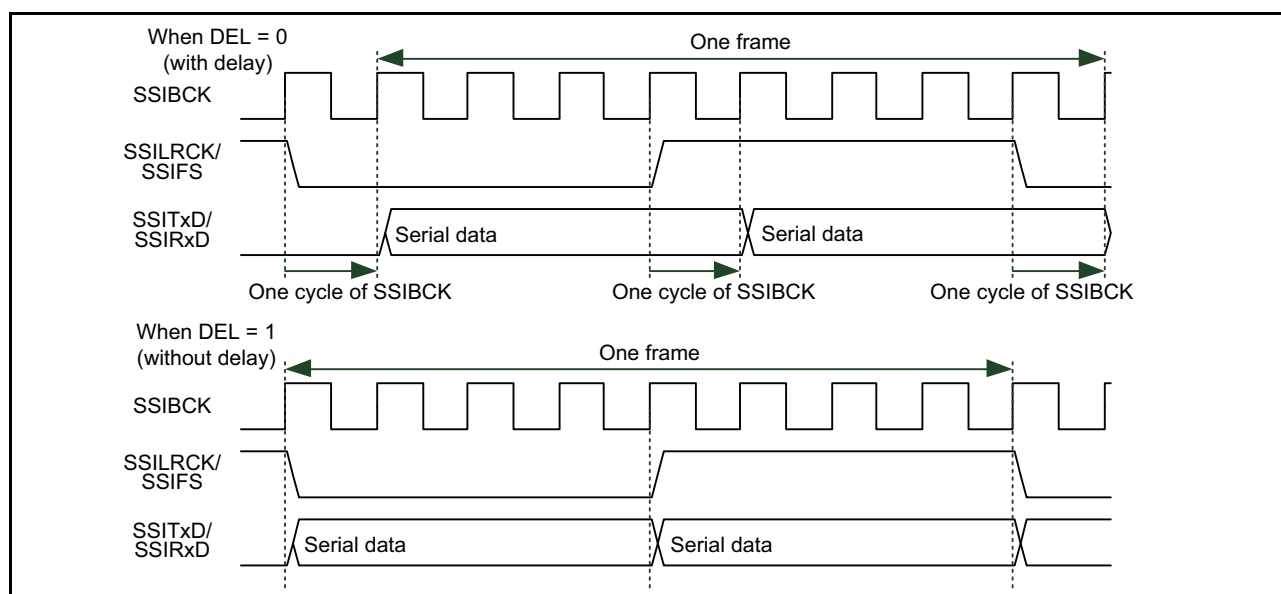 When DEL = 0
(with delay)
One frame
SSIBCK
SSILRCK/
SSIFS
SSITxD/
SSIRxD
Serial data
Serial data
One cycle of SSIBCK
One cycle of SSIBCK
One cycle of SSIBCK
When DEL = 1
(without delay)
One frame
SSIBCK
SSILRCK/
SSIFS
SSITxD/
SSIRxD
Serial data
Serial data